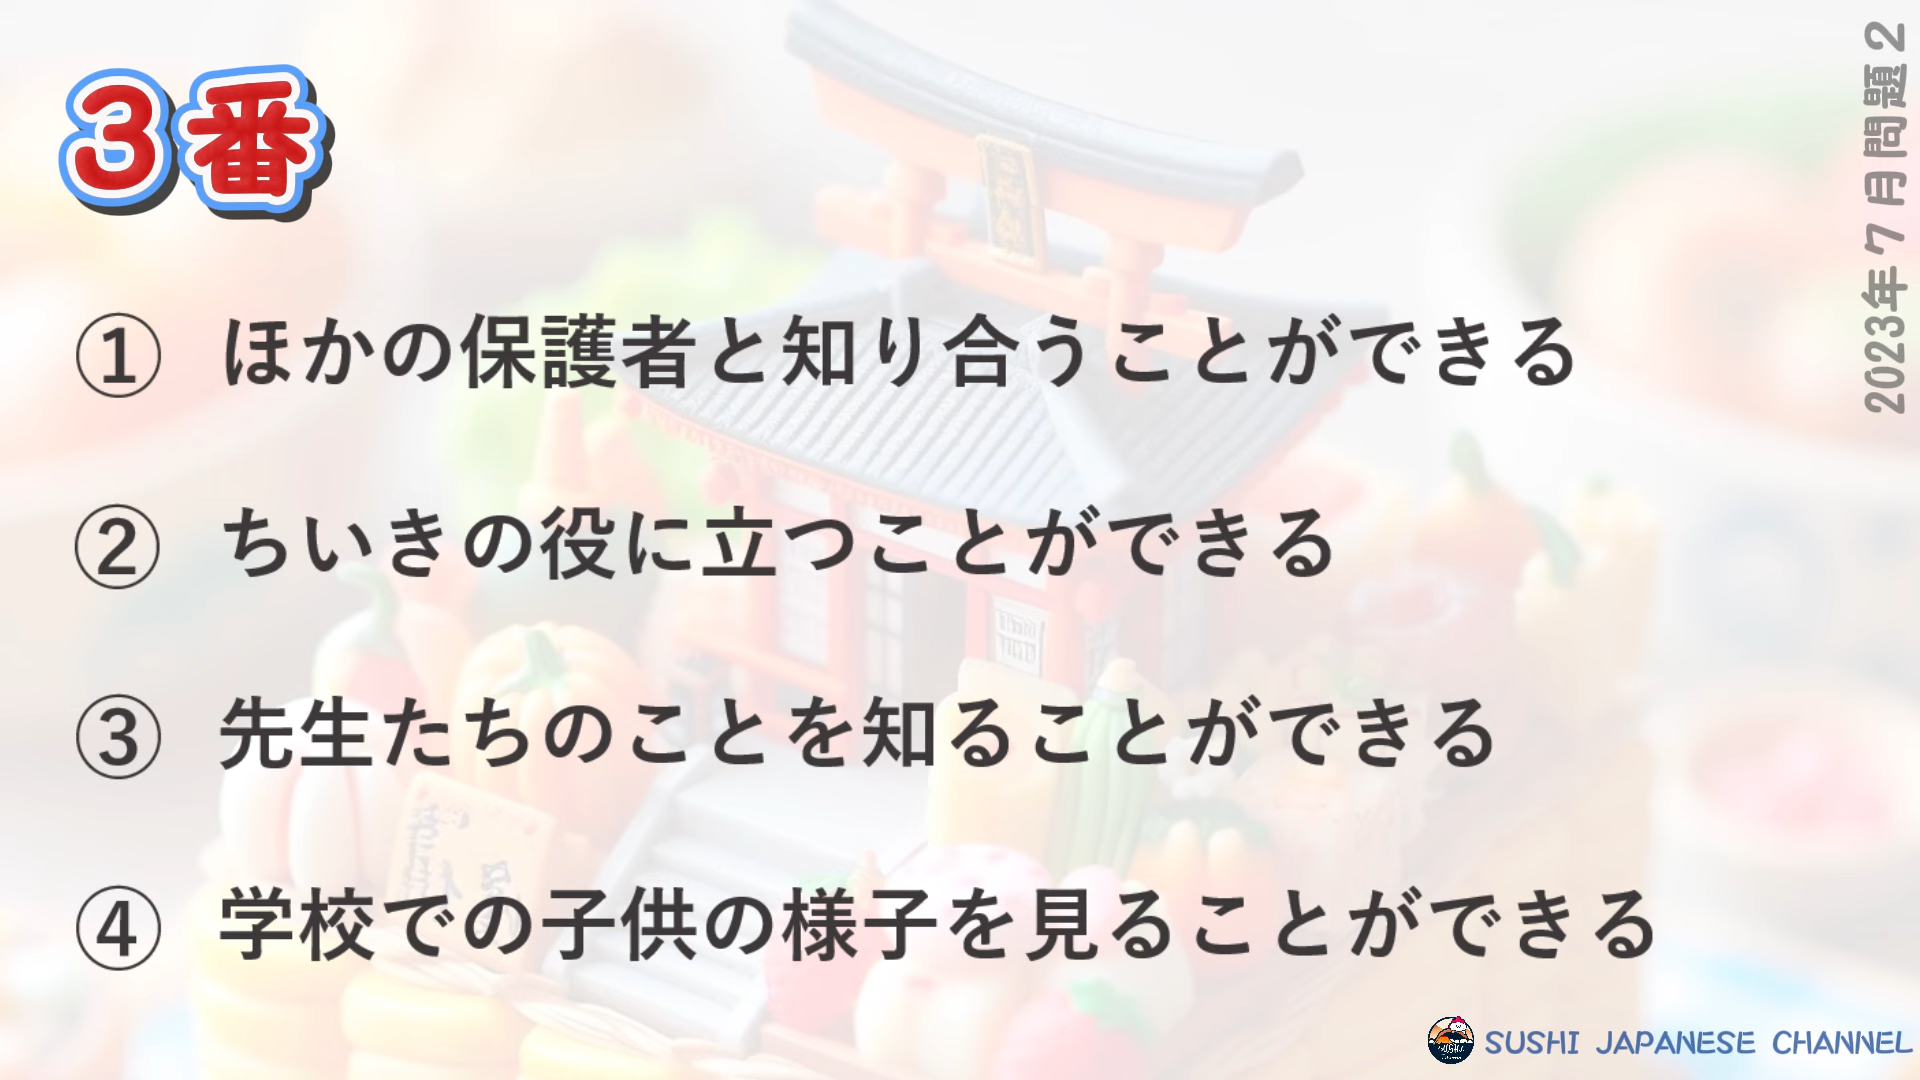 3番
① ほかの保護者と知り合うことができる
② ちいきの役に立つことができる
③ 先生たちのことを知ることができる
④ 学校での子供の様子を見ることができる
2023年7月問題2
SUSHI JAPANESE CHANNEL